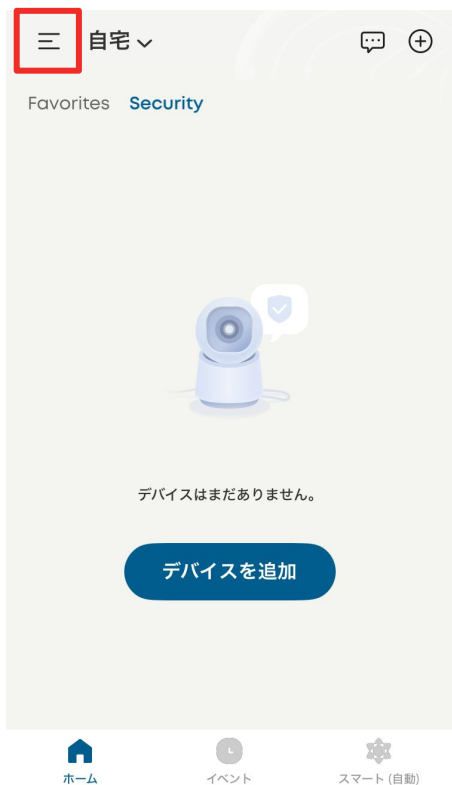 自宅
Favorites Security
デバイスはまだありません。
デバイスを追加
ホーム イベント スマート (自動)